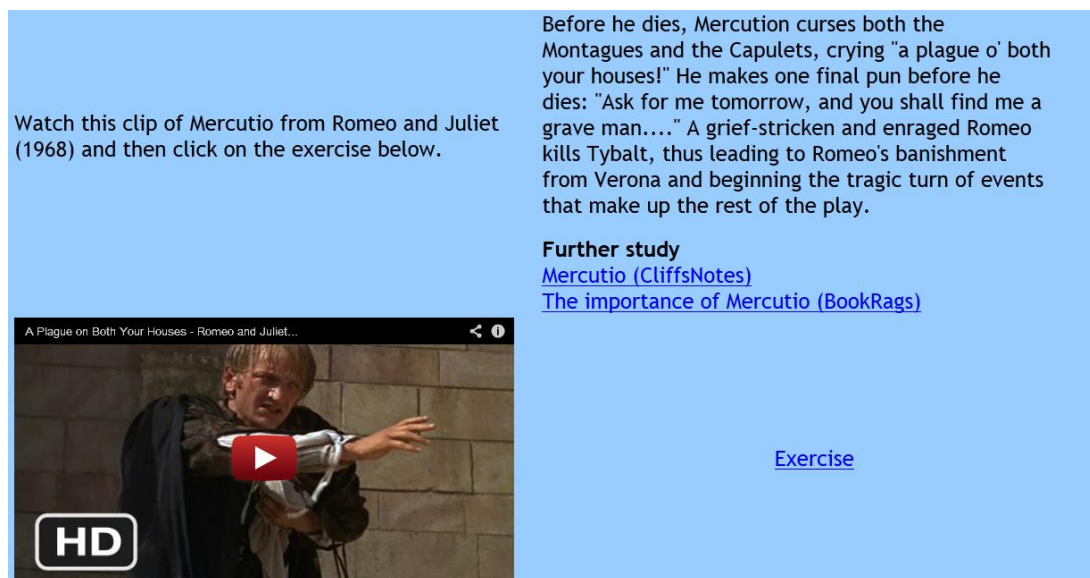 Watch this clip of Mercutio from Romeo and Juliet
(1968) and then click on the exercise below.
A Plague on Both Your Houses - Romeo and Juliet...
HD
Before he dies, Mercution curses both the
Montagues and the Capulets, crying "a plague o' both
your houses!" He makes one final pun before he
dies: "Ask for me tomorrow, and you shall find me a
grave man...." A grief-stricken and enraged Romeo
kills Tybalt, thus leading to Romeo's banishment
from Verona and beginning the tragic turn of events
that make up the rest of the play.
Further study
Mercutio (CliffsNotes)
The importance of Mercutio (BookRags)
Exercise